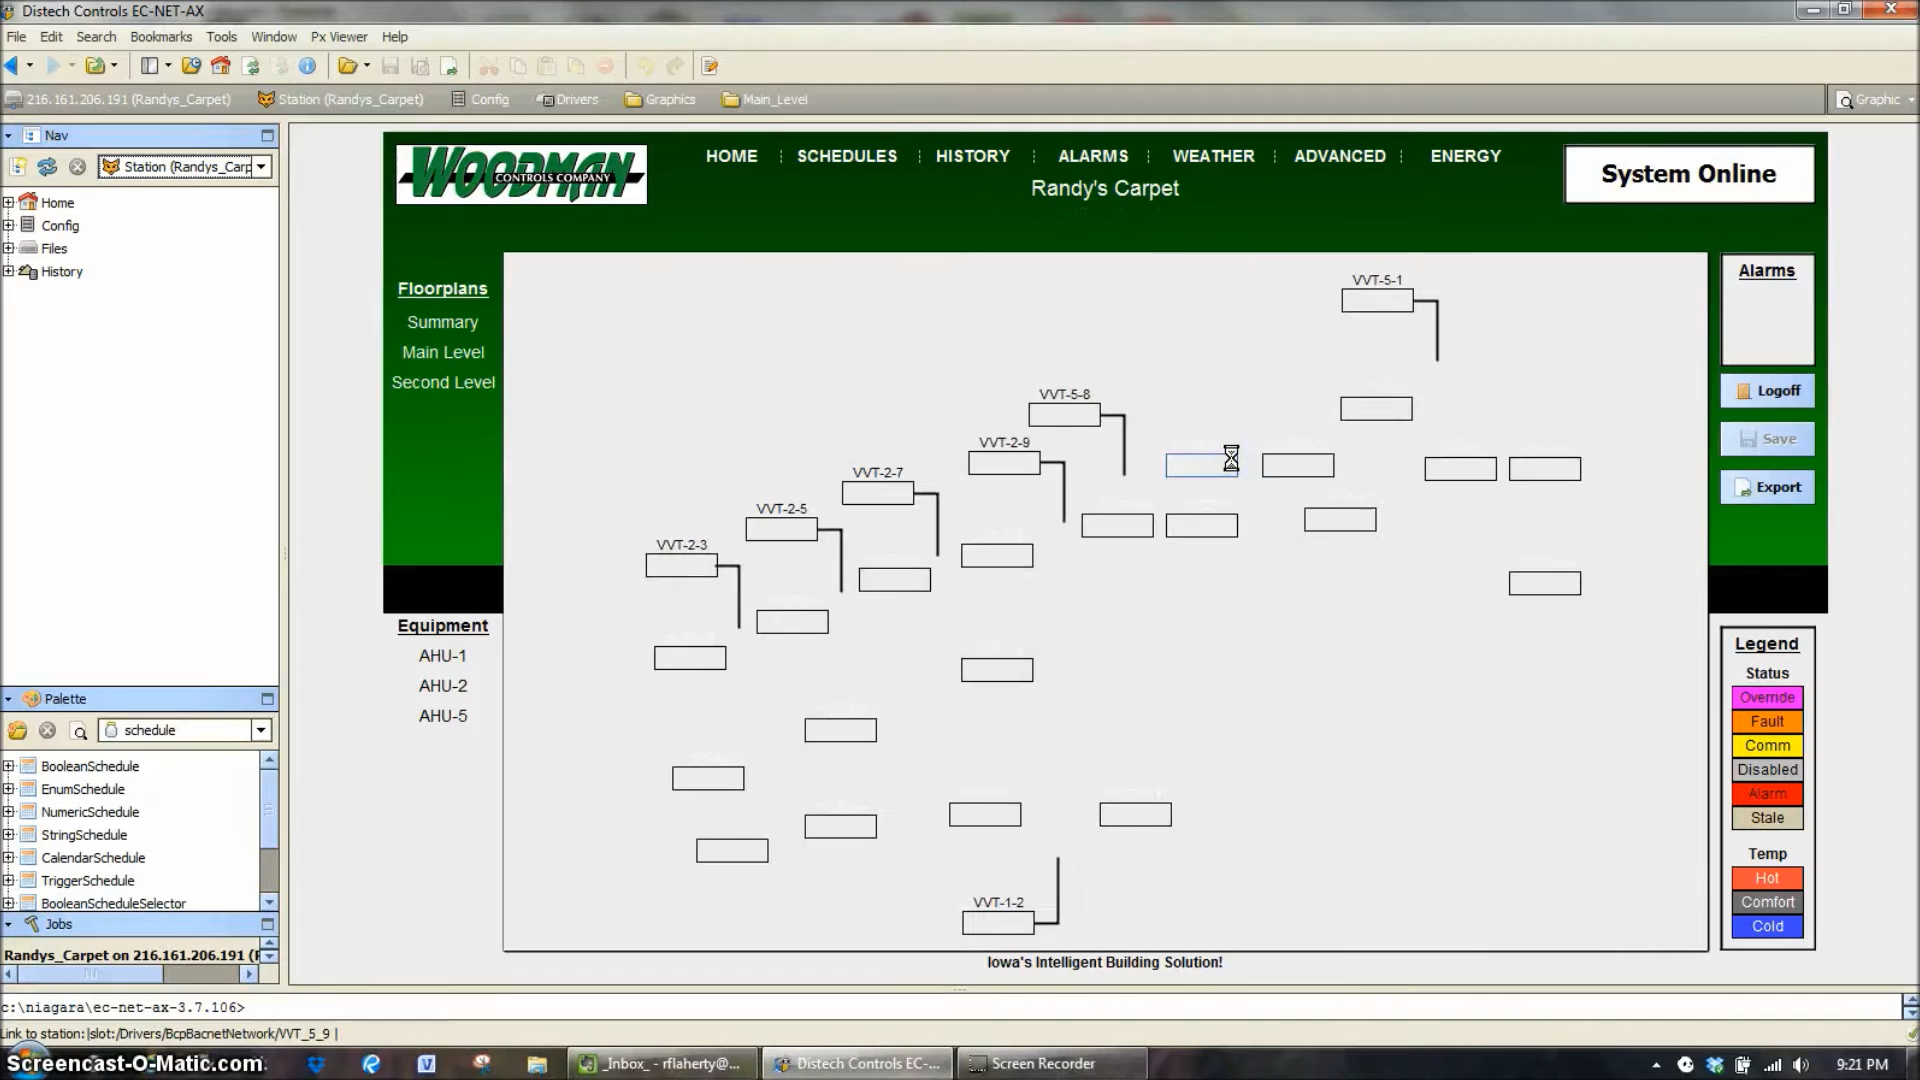 Distech Controls EC-NET-AX
File Edit Search Bookmarks Tools Window Px Viewer Help
216.161.206.191 (Randys_Carpet) Station (Randys_Carpet) Config Drivers Graphics Main_Level Graphic
Nav
Station (Randys_Carp
Home
Config
Files
History
Palette
schedule
BooleanSchedule
EnumSchedule
NumericSchedule
StringSchedule
CalendarSchedule
TriggerSchedule
BooleanScheduleSelector
Jobs
Randys_Carpet on 216.161.206.191 (
WOODMAN
CONTROLS COMPANY
HOME SCHEDULES HISTORY ALARMS WEATHER ADVANCED ENERGY
Randy's Carpet
System Online
Floorplans
Summary
Main Level
Second Level
Equipment
AHU-1
AHU-2
AHU-5
VVT-5-1
VVT-5-8
VVT-2-9
VVT-2-7
VVT-2-5
VVT-2-3
VVT-1-2
Iowa's Intelligent Building Solution!
Alarms
Logoff
Save
Export
Legend
Status
Override
Fault
Comm
Disabled
Alarm
Stale
Temp
Hot
Comfort
Cold
c:\niagara\ec-net-ax-3.7.106>
Link to station:|slot:/Drivers/BcpBacnetNetwork/VVT_5_9 |
Screencast-O-Matic.com
_Inbox_ - rflaherty@... Distech Controls EC-... Screen Recorder 9:21 PM